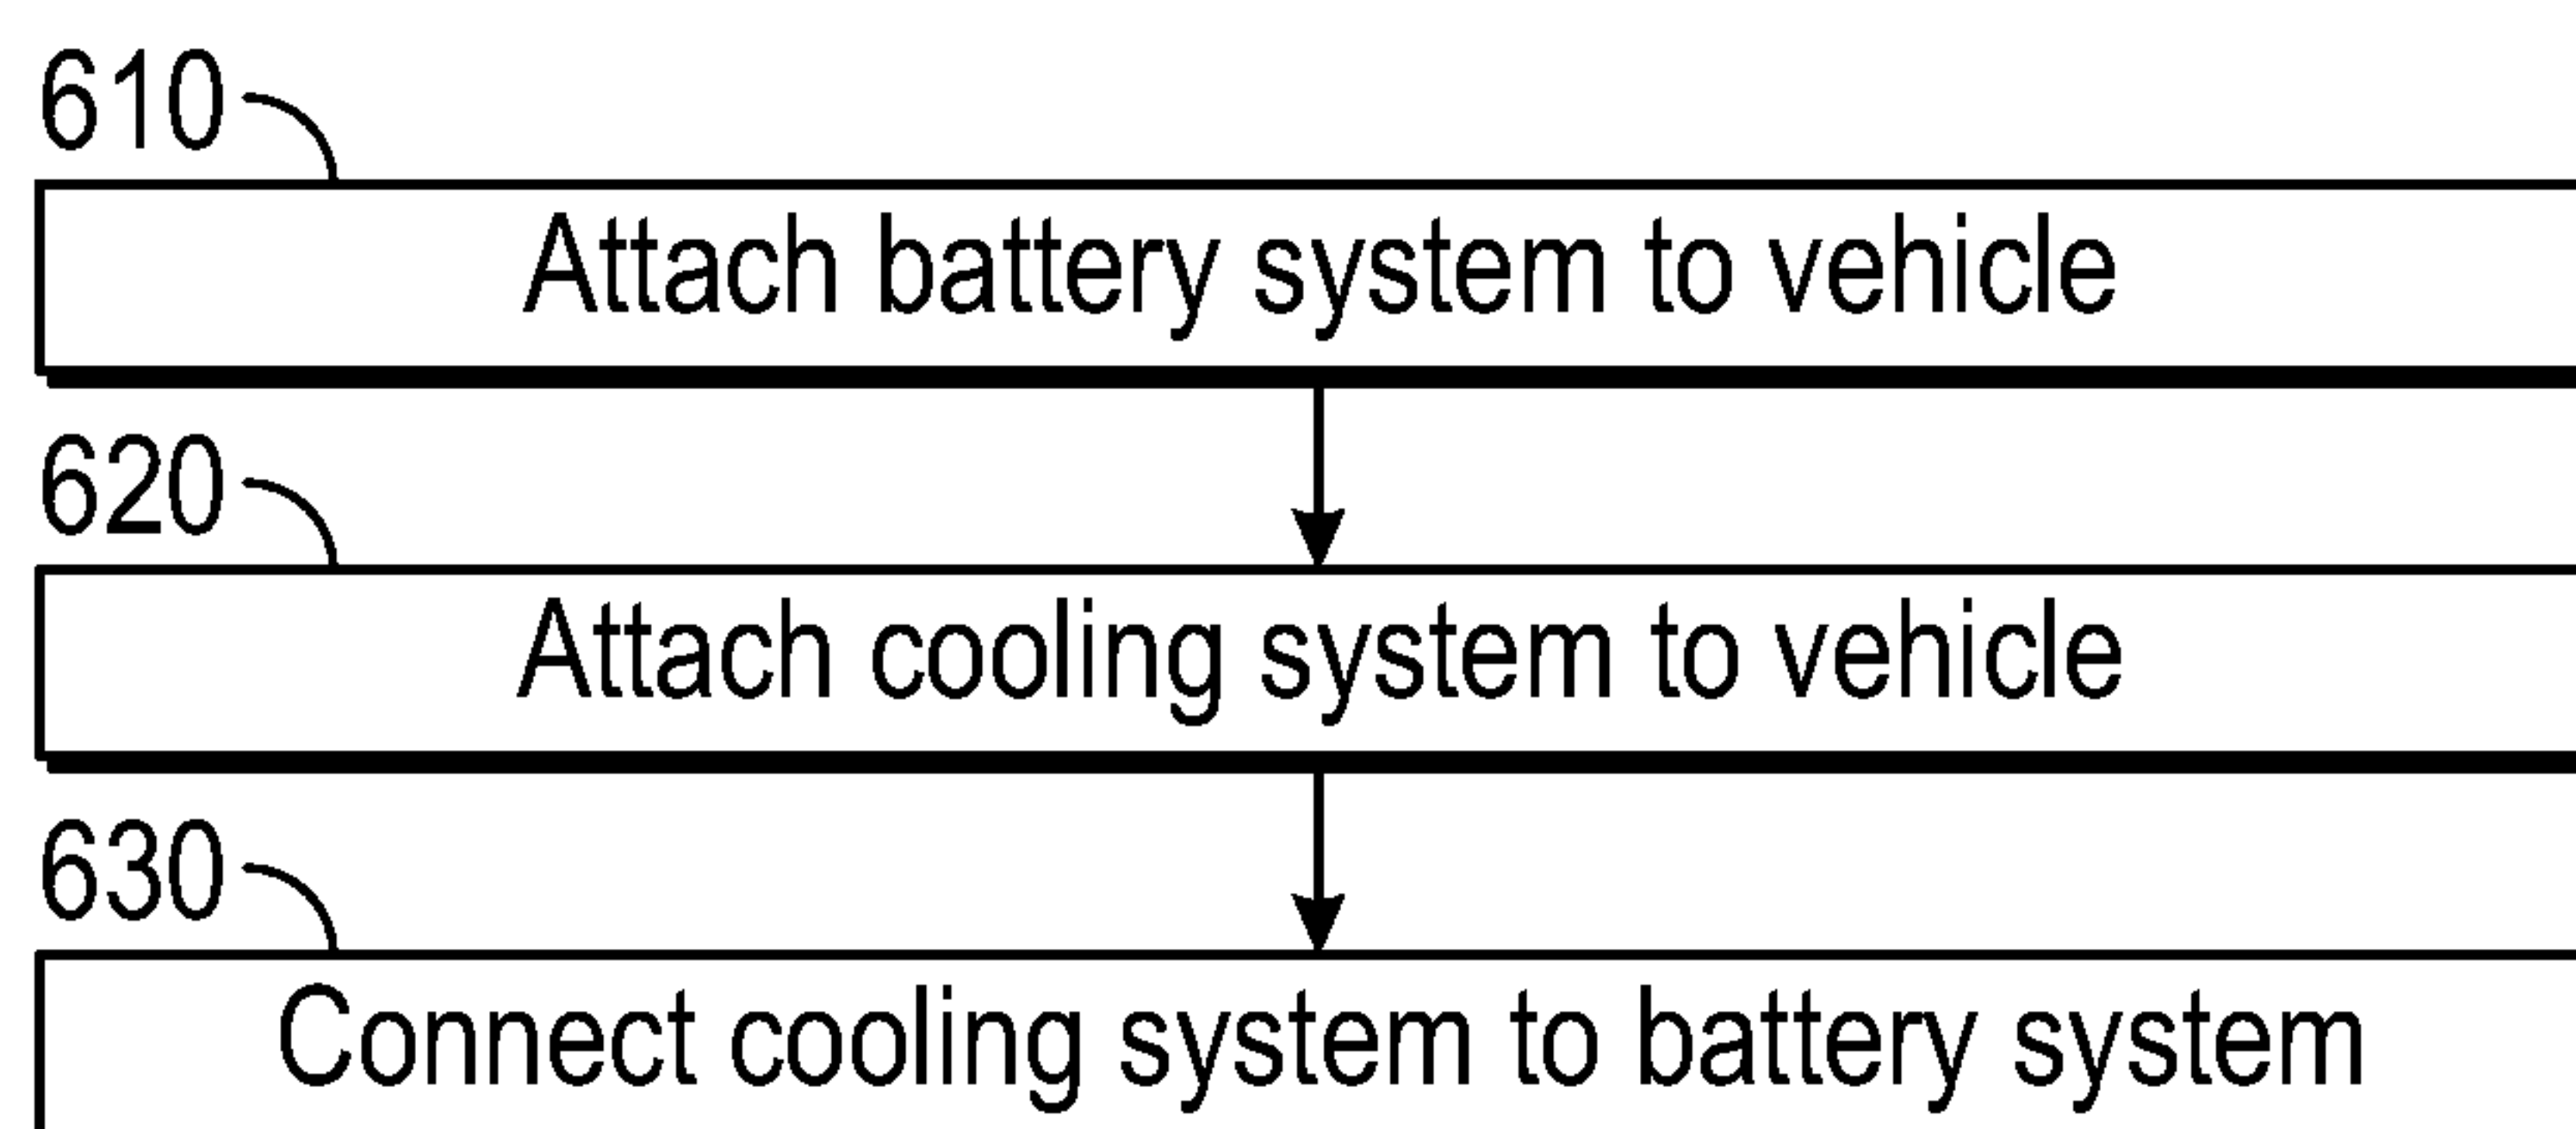 610
Attach battery system to vehicle
620
Attach cooling system to vehicle
630
Connect cooling system to battery system